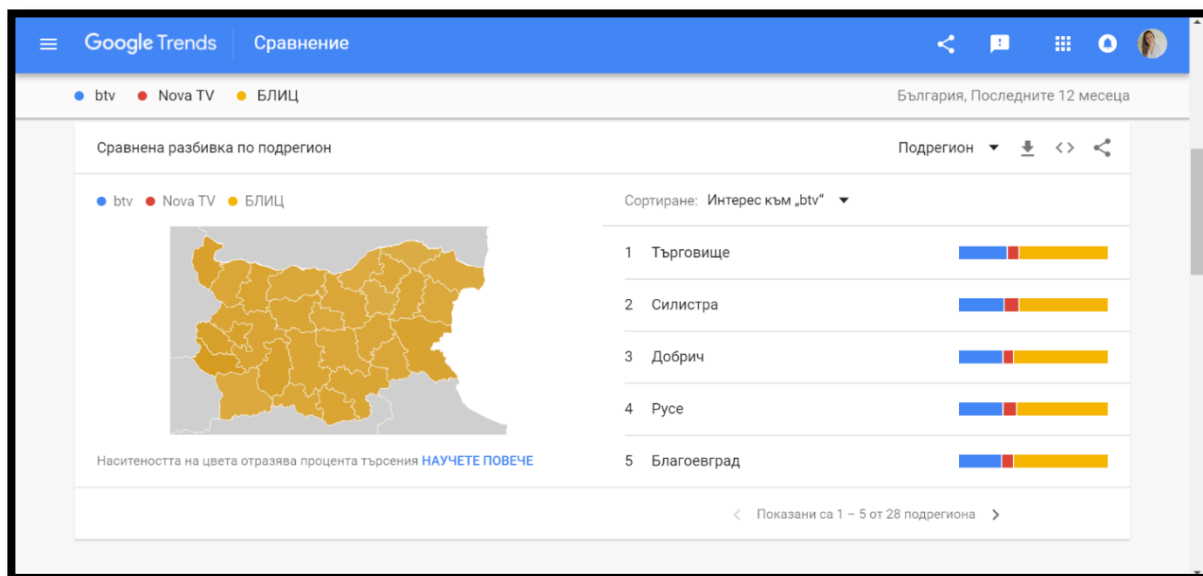 Google Trends Сравнение
btv Nova TV БЛИЦ България, Последните 12 месеца
Сравнена разбивка по подрегион Подрегион
btv Nova TV БЛИЦ
Сортиране: Интерес към „btv“
1 Търговище
2 Силистра
3 Добрич
4 Русе
5 Благоевград
Наситеността на цвета отразява процента търсения НАУЧЕТЕ ПОВЕЧЕ
Показани са 1 – 5 от 28 подрегиона